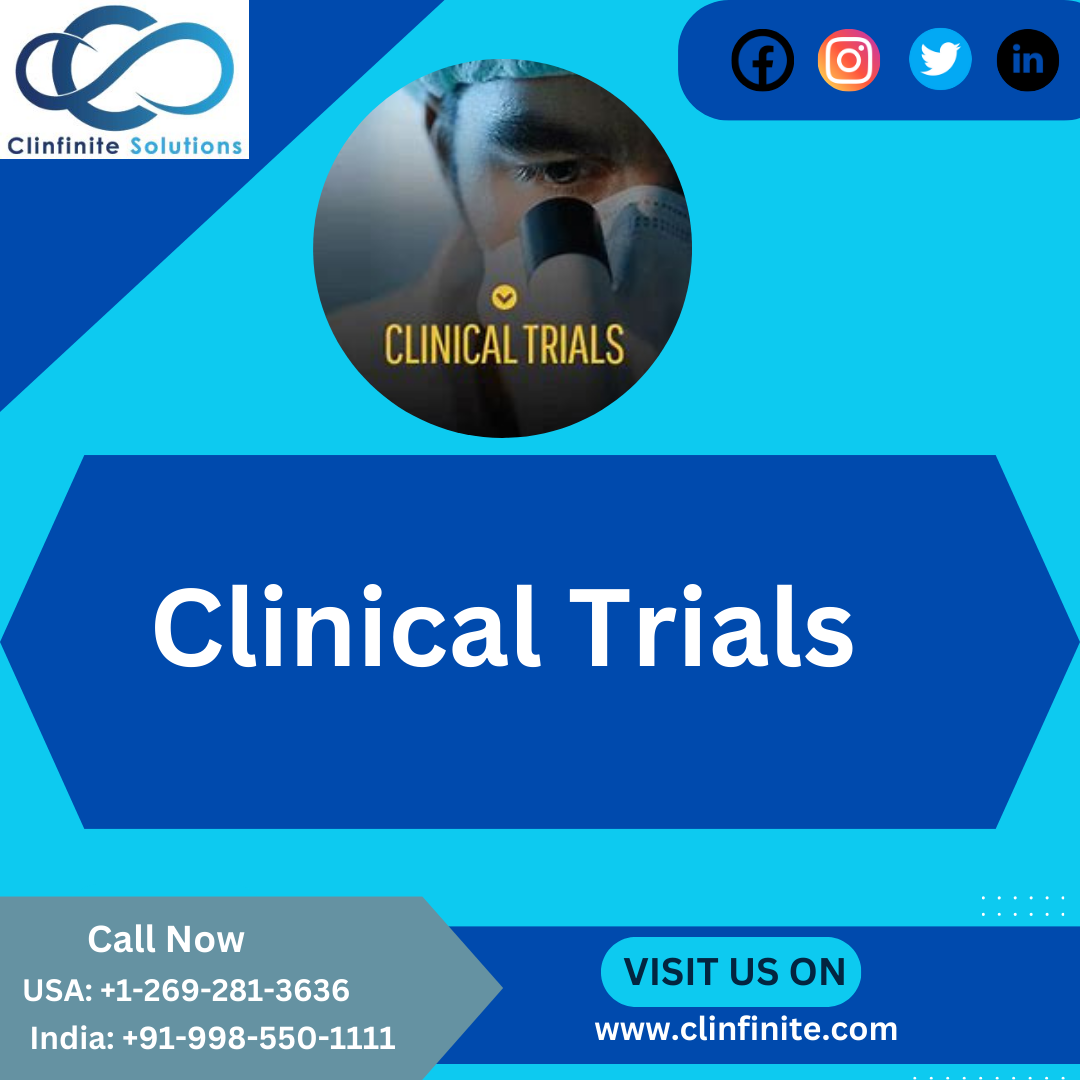 Clinfinite Solutions
CLINICAL TRIALS
Clinical Trials
Call Now
USA: +1-269-281-3636
India: +91-998-550-1111
VISIT US ON
www.clinfinite.com